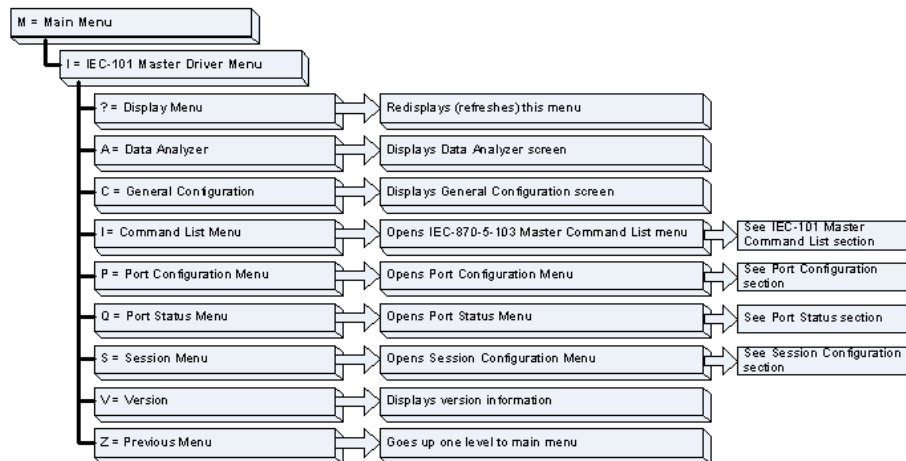 M = Main Menu
I = IEC-101 Master Driver Menu
? = Display Menu
Redisplays (refreshes) this menu
A = Data Analyzer
Displays Data Analyzer screen
C = General Configuration
Displays General Configuration screen
I = Command List Menu
Opens IEC-870-5-103 Master Command List menu
See IEC-101 Master
Command List section
P = Port Configuration Menu
Opens Port Configuration Menu
See Port Configuration
section
Q = Port Status Menu
Opens Port Status Menu
See Port Status section
S = Session Menu
Opens Session Configuration Menu
See Session Configuration
section
V = Version
Displays version information
Z = Previous Menu
Goes up one level to main menu